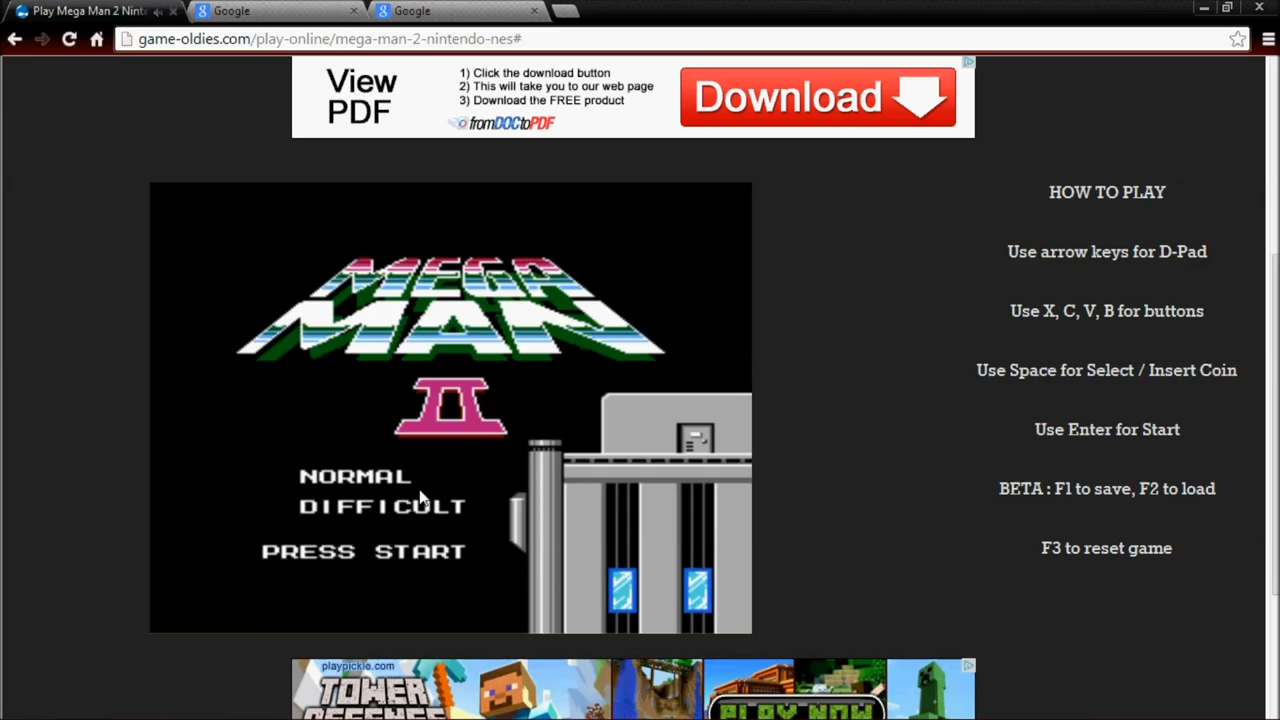 Play Mega Man 2 Nint
Google
Google
game-oldies.com/play-online/mega-man-2-nintendo-nes#
View
PDF
1) Click the download button
2) This will take you to our web page
3) Download the FREE product
fromDOCtoPDF
Download
MEGA
MAN
II
NORMAL
DIFFICULT
PRESS START
HOW TO PLAY
Use arrow keys for D-Pad
Use X, C, V, B for buttons
Use Space for Select / Insert Coin
Use Enter for Start
BETA : F1 to save, F2 to load
F3 to reset game
playpickle.com
TOWER
DEFENSE
PLAY NOW